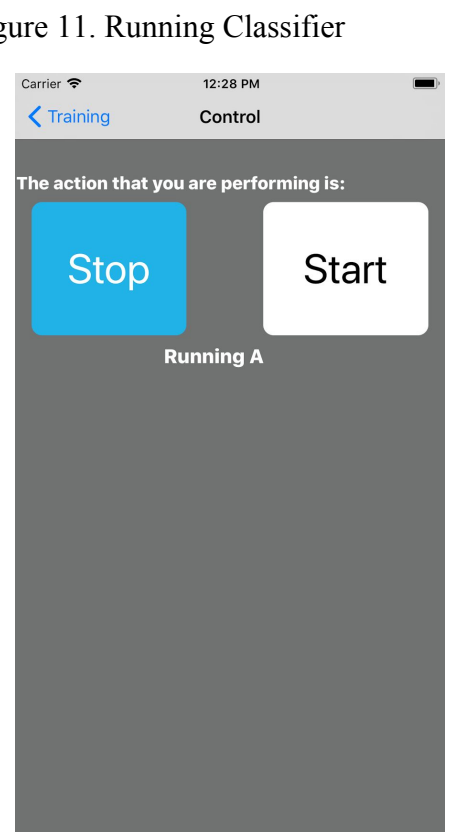 gure 11. Running Classifier
Carrier 12:28 PM
Training Control
The action that you are performing is:
Stop Start
Running A